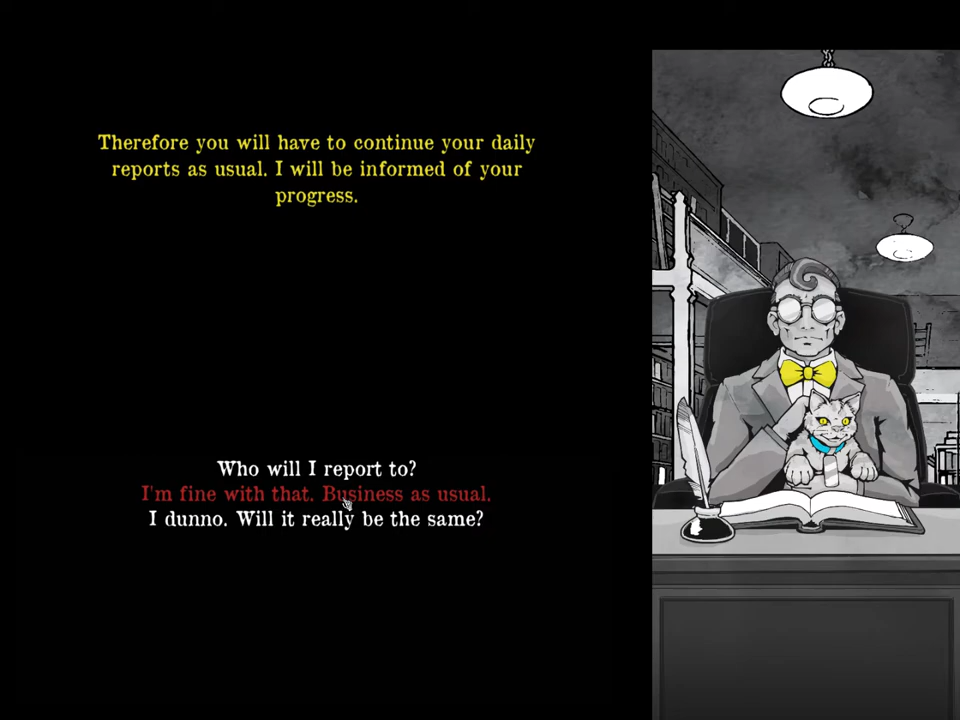 Therefore you will have to continue your daily
reports as usual. I will be informed of your
progress.
Who will I report to?
I'm fine with that. Business as usual.
I dunno. Will it really be the same?